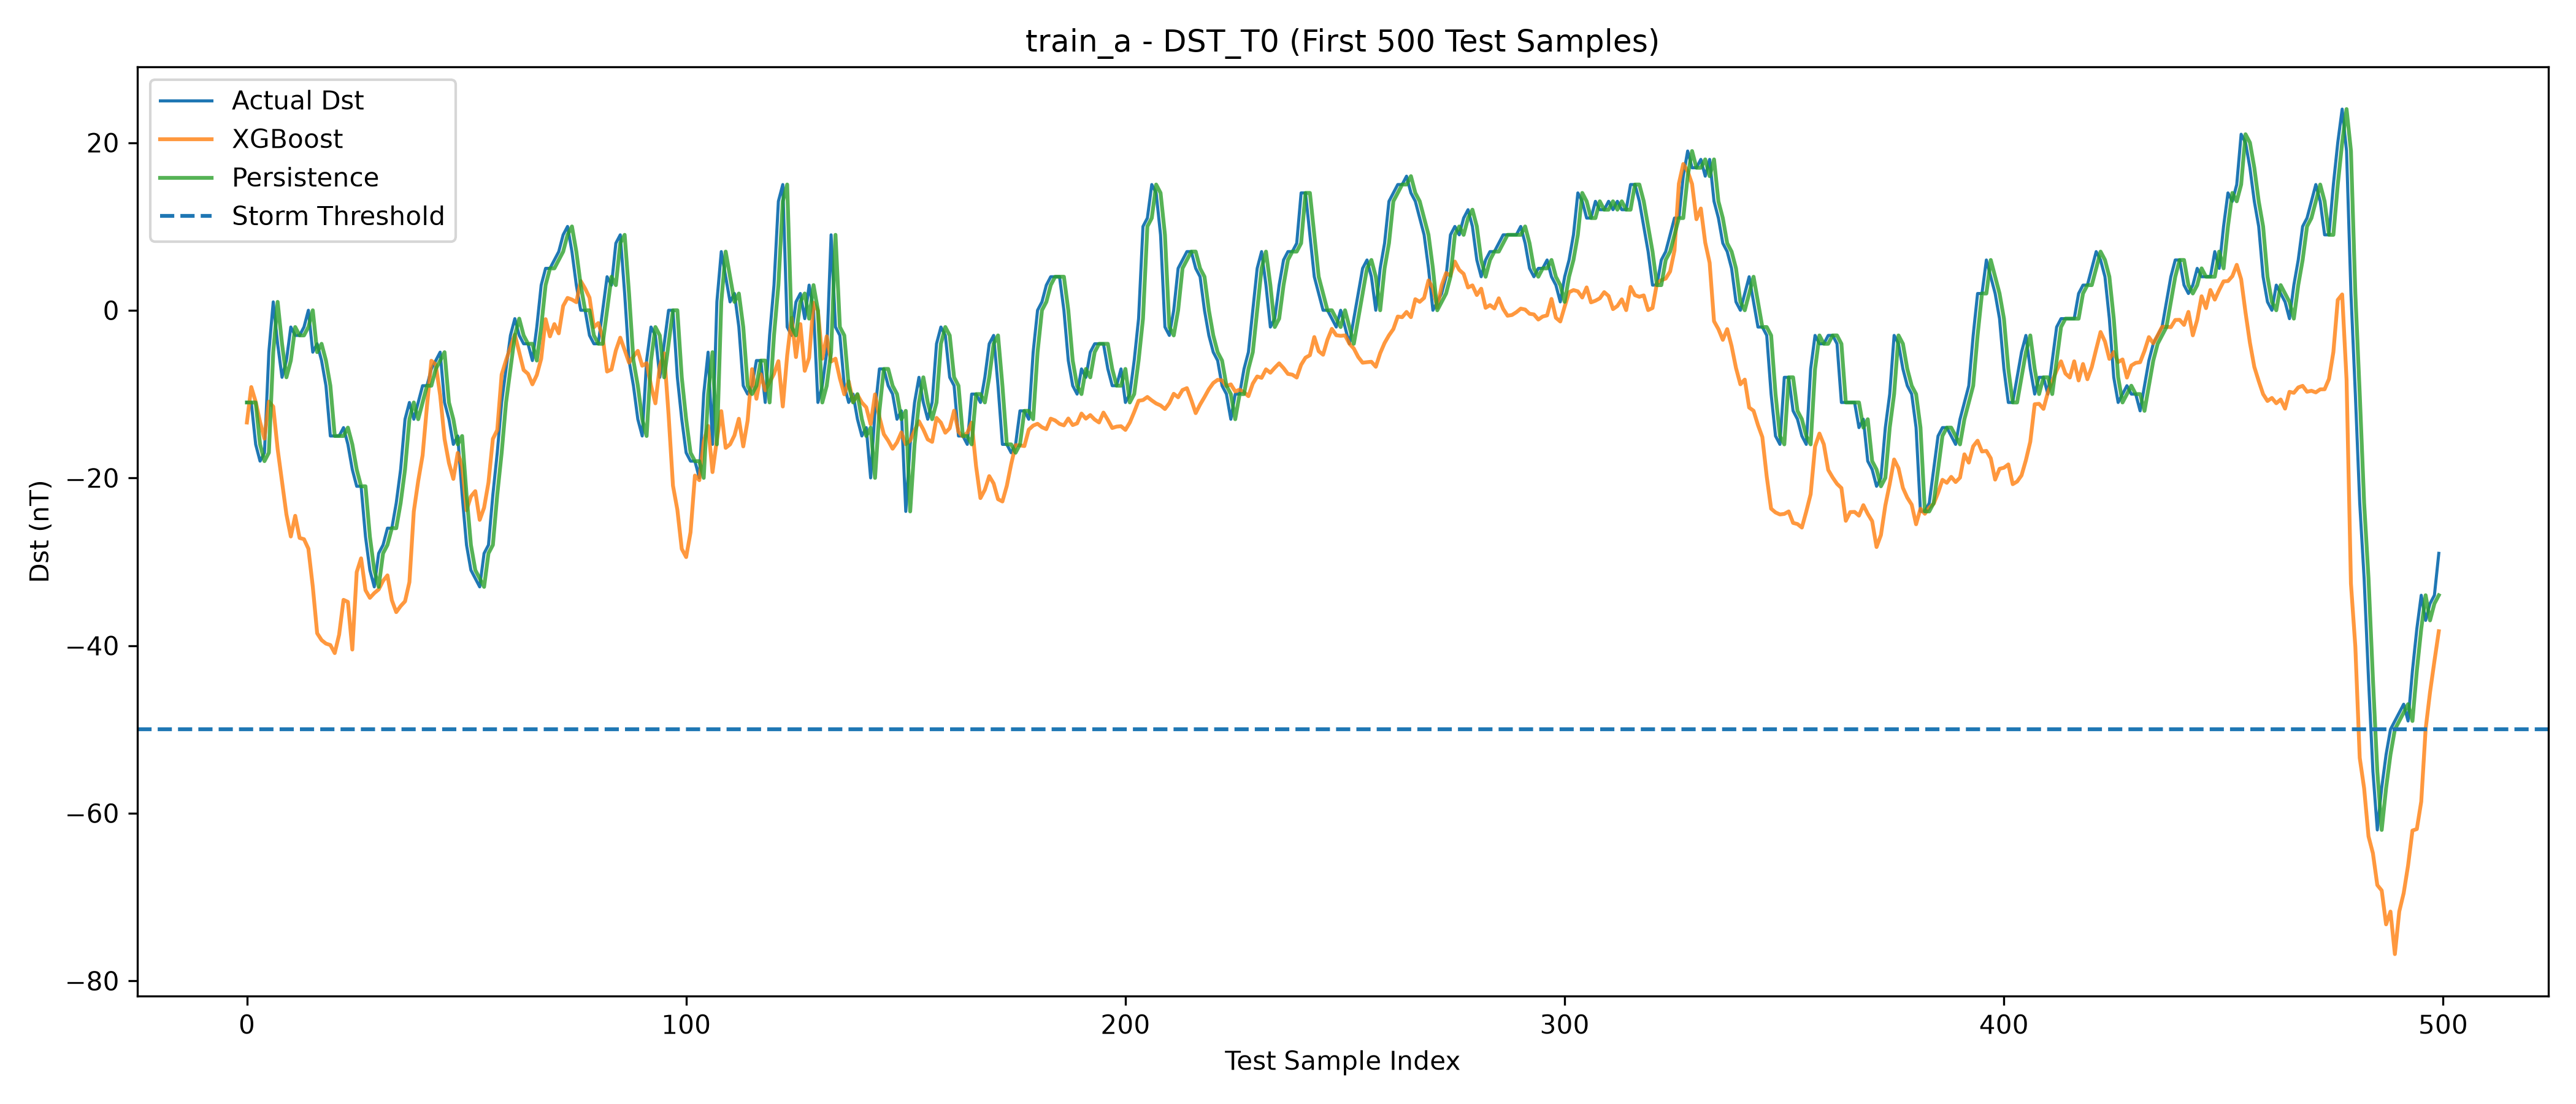 train_a - DST_T0 (First 500 Test Samples)
Actual Dst
XGBoost
Persistence
Storm Threshold
Dst (nT)
20
0
−20
−40
−60
−80
0
100
200
300
400
500
Test Sample Index